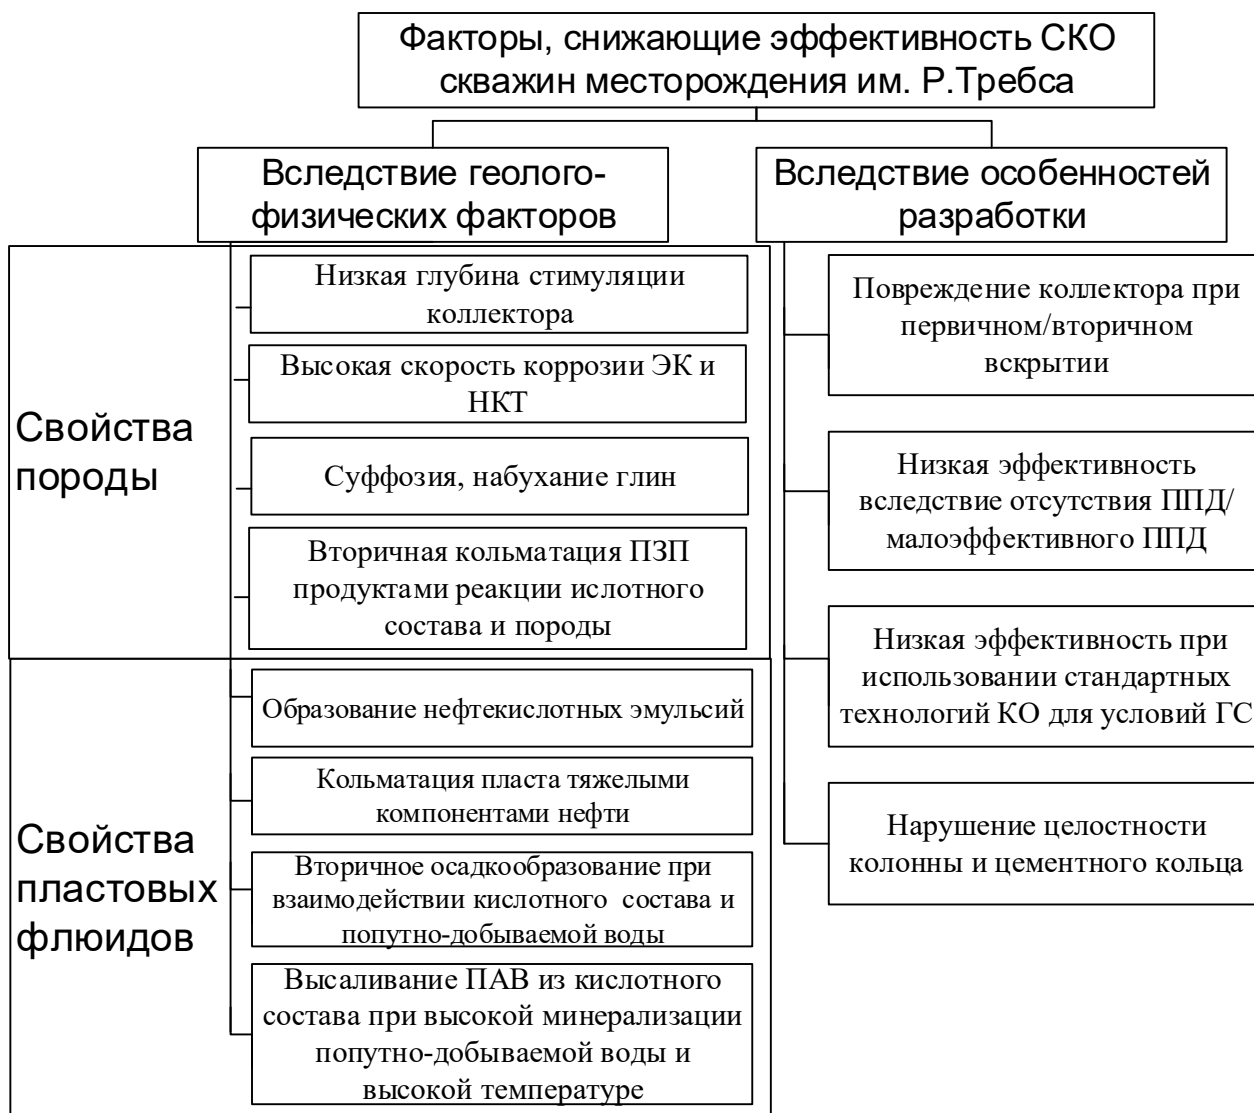 Факторы, снижающие эффективность СКО
скважин месторождения им. Р.Требса
Вследствие геолого-
физических факторов
Вследствие особенностей
разработки
Свойства
породы
Низкая глубина стимуляции
коллектора
Высокая скорость коррозии ЭК и
НКТ
Суффозия, набухание глин
Вторичная кольматация ПЗП
продуктами реакции ислотного
состава и породы
Свойства
пластовых
флюидов
Образование нефтекислотных эмульсий
Кольматация пласта тяжелыми
компонентами нефти
Вторичное осадкообразование при
взаимодействии кислотного состава и
попутно-добываемой воды
Высаливание ПАВ из кислотного
состава при высокой минерализации
попутно-добываемой воды и
высокой температуре
Повреждение коллектора при
первичном/вторичном
вскрытии
Низкая эффективность
вследствие отсутствия ППД/
малоэффективного ППД
Низкая эффективность при
использовании стандартных
технологий КО для условий ГС
Нарушение целостности
колонны и цементного кольца